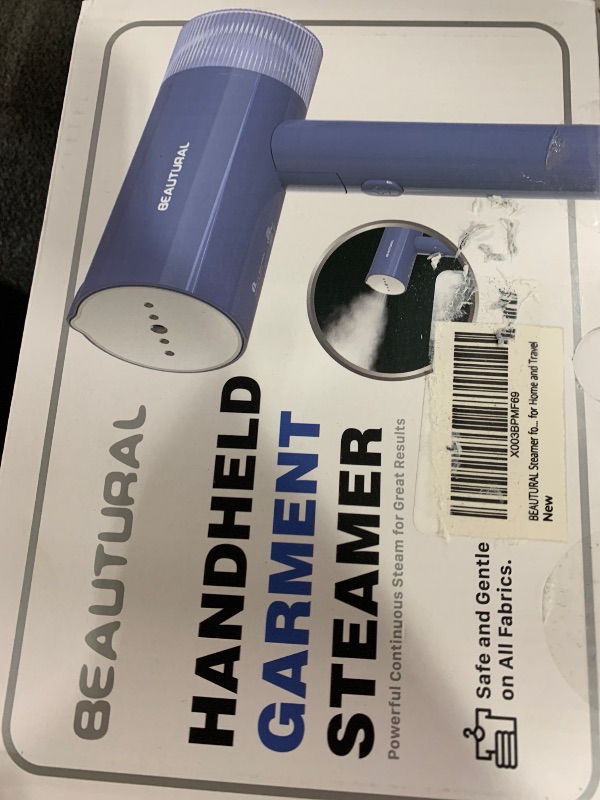 BEAUTURAL
BEAUTURAL
HANDHELD
GARMENT
STEAMER
Powerful Continuous Steam for Great Results
Safe and Gentle
on All Fabrics.
X003BPMF69
BEAUTURAL Steamer fo... for Home and Travel
New